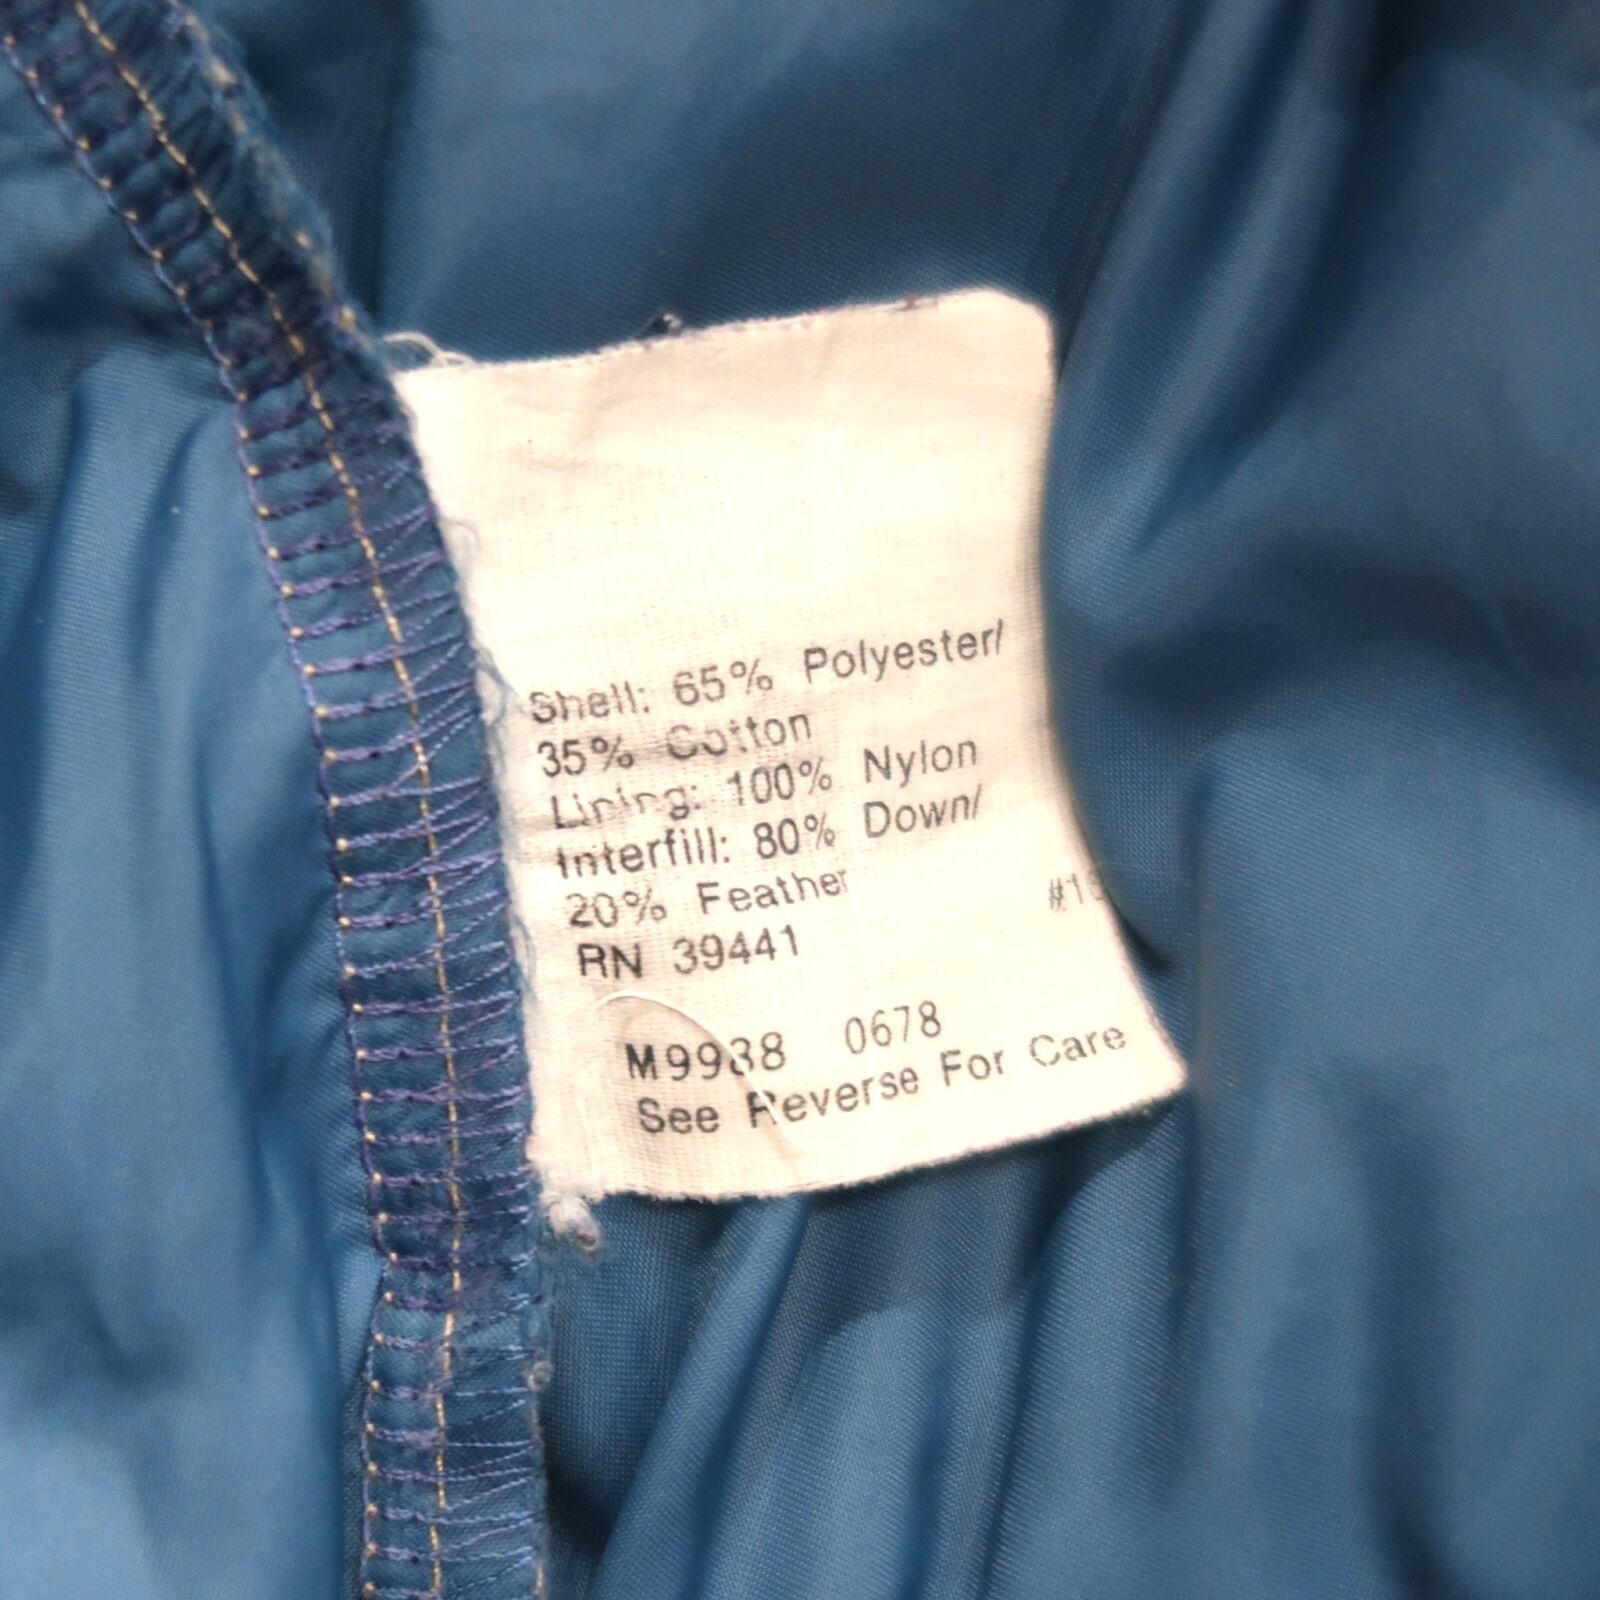 Shell: 65% Polyester/
35% Cotton
Lining: 100% Nylon
Interfill: 80% Down/
20% Feather
RN 39441
M9938 0678
See Reverse For Care